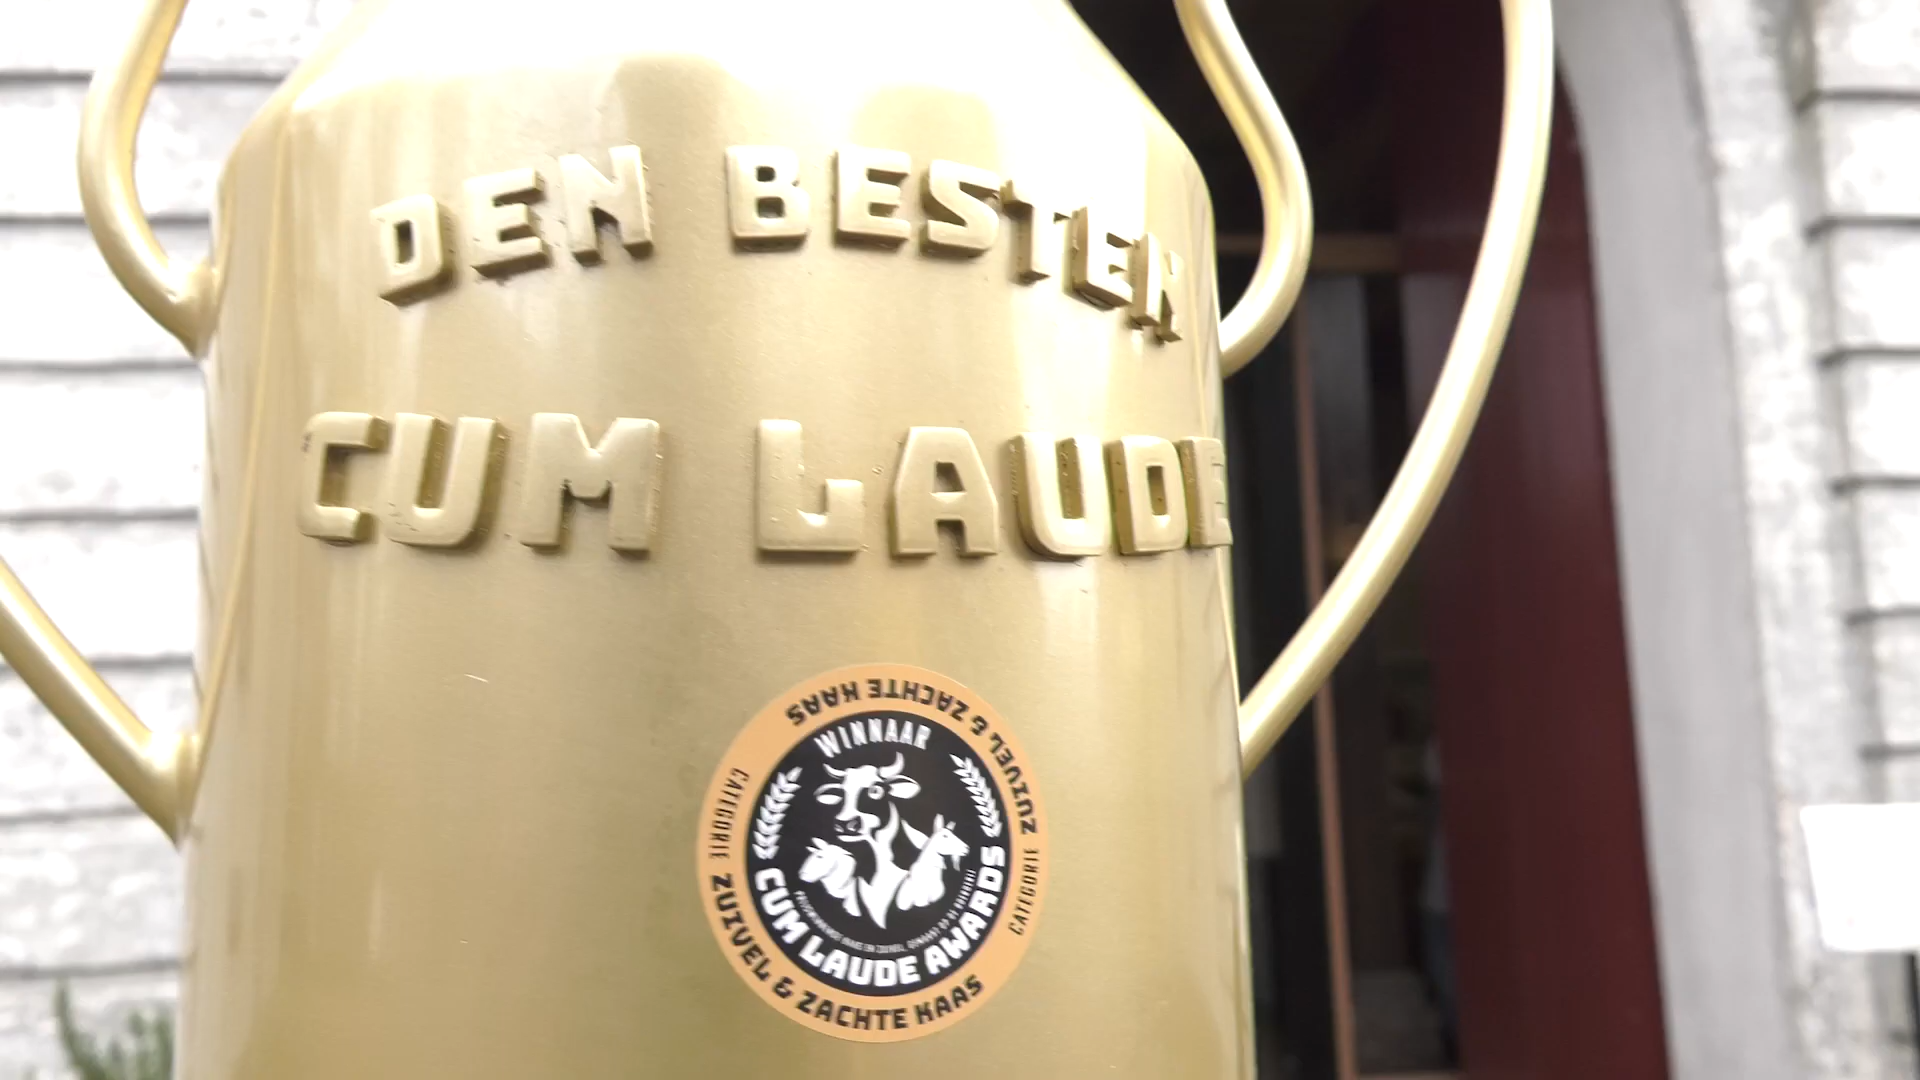 DEN BESTEN
CUM LAUDE
CATEGORIE ZUIVEL & ZACHTE KAAS
CATEGORIE ZUIVEL & ZACHTE KAAS
WINNAAR
CUM LAUDE AWARDS